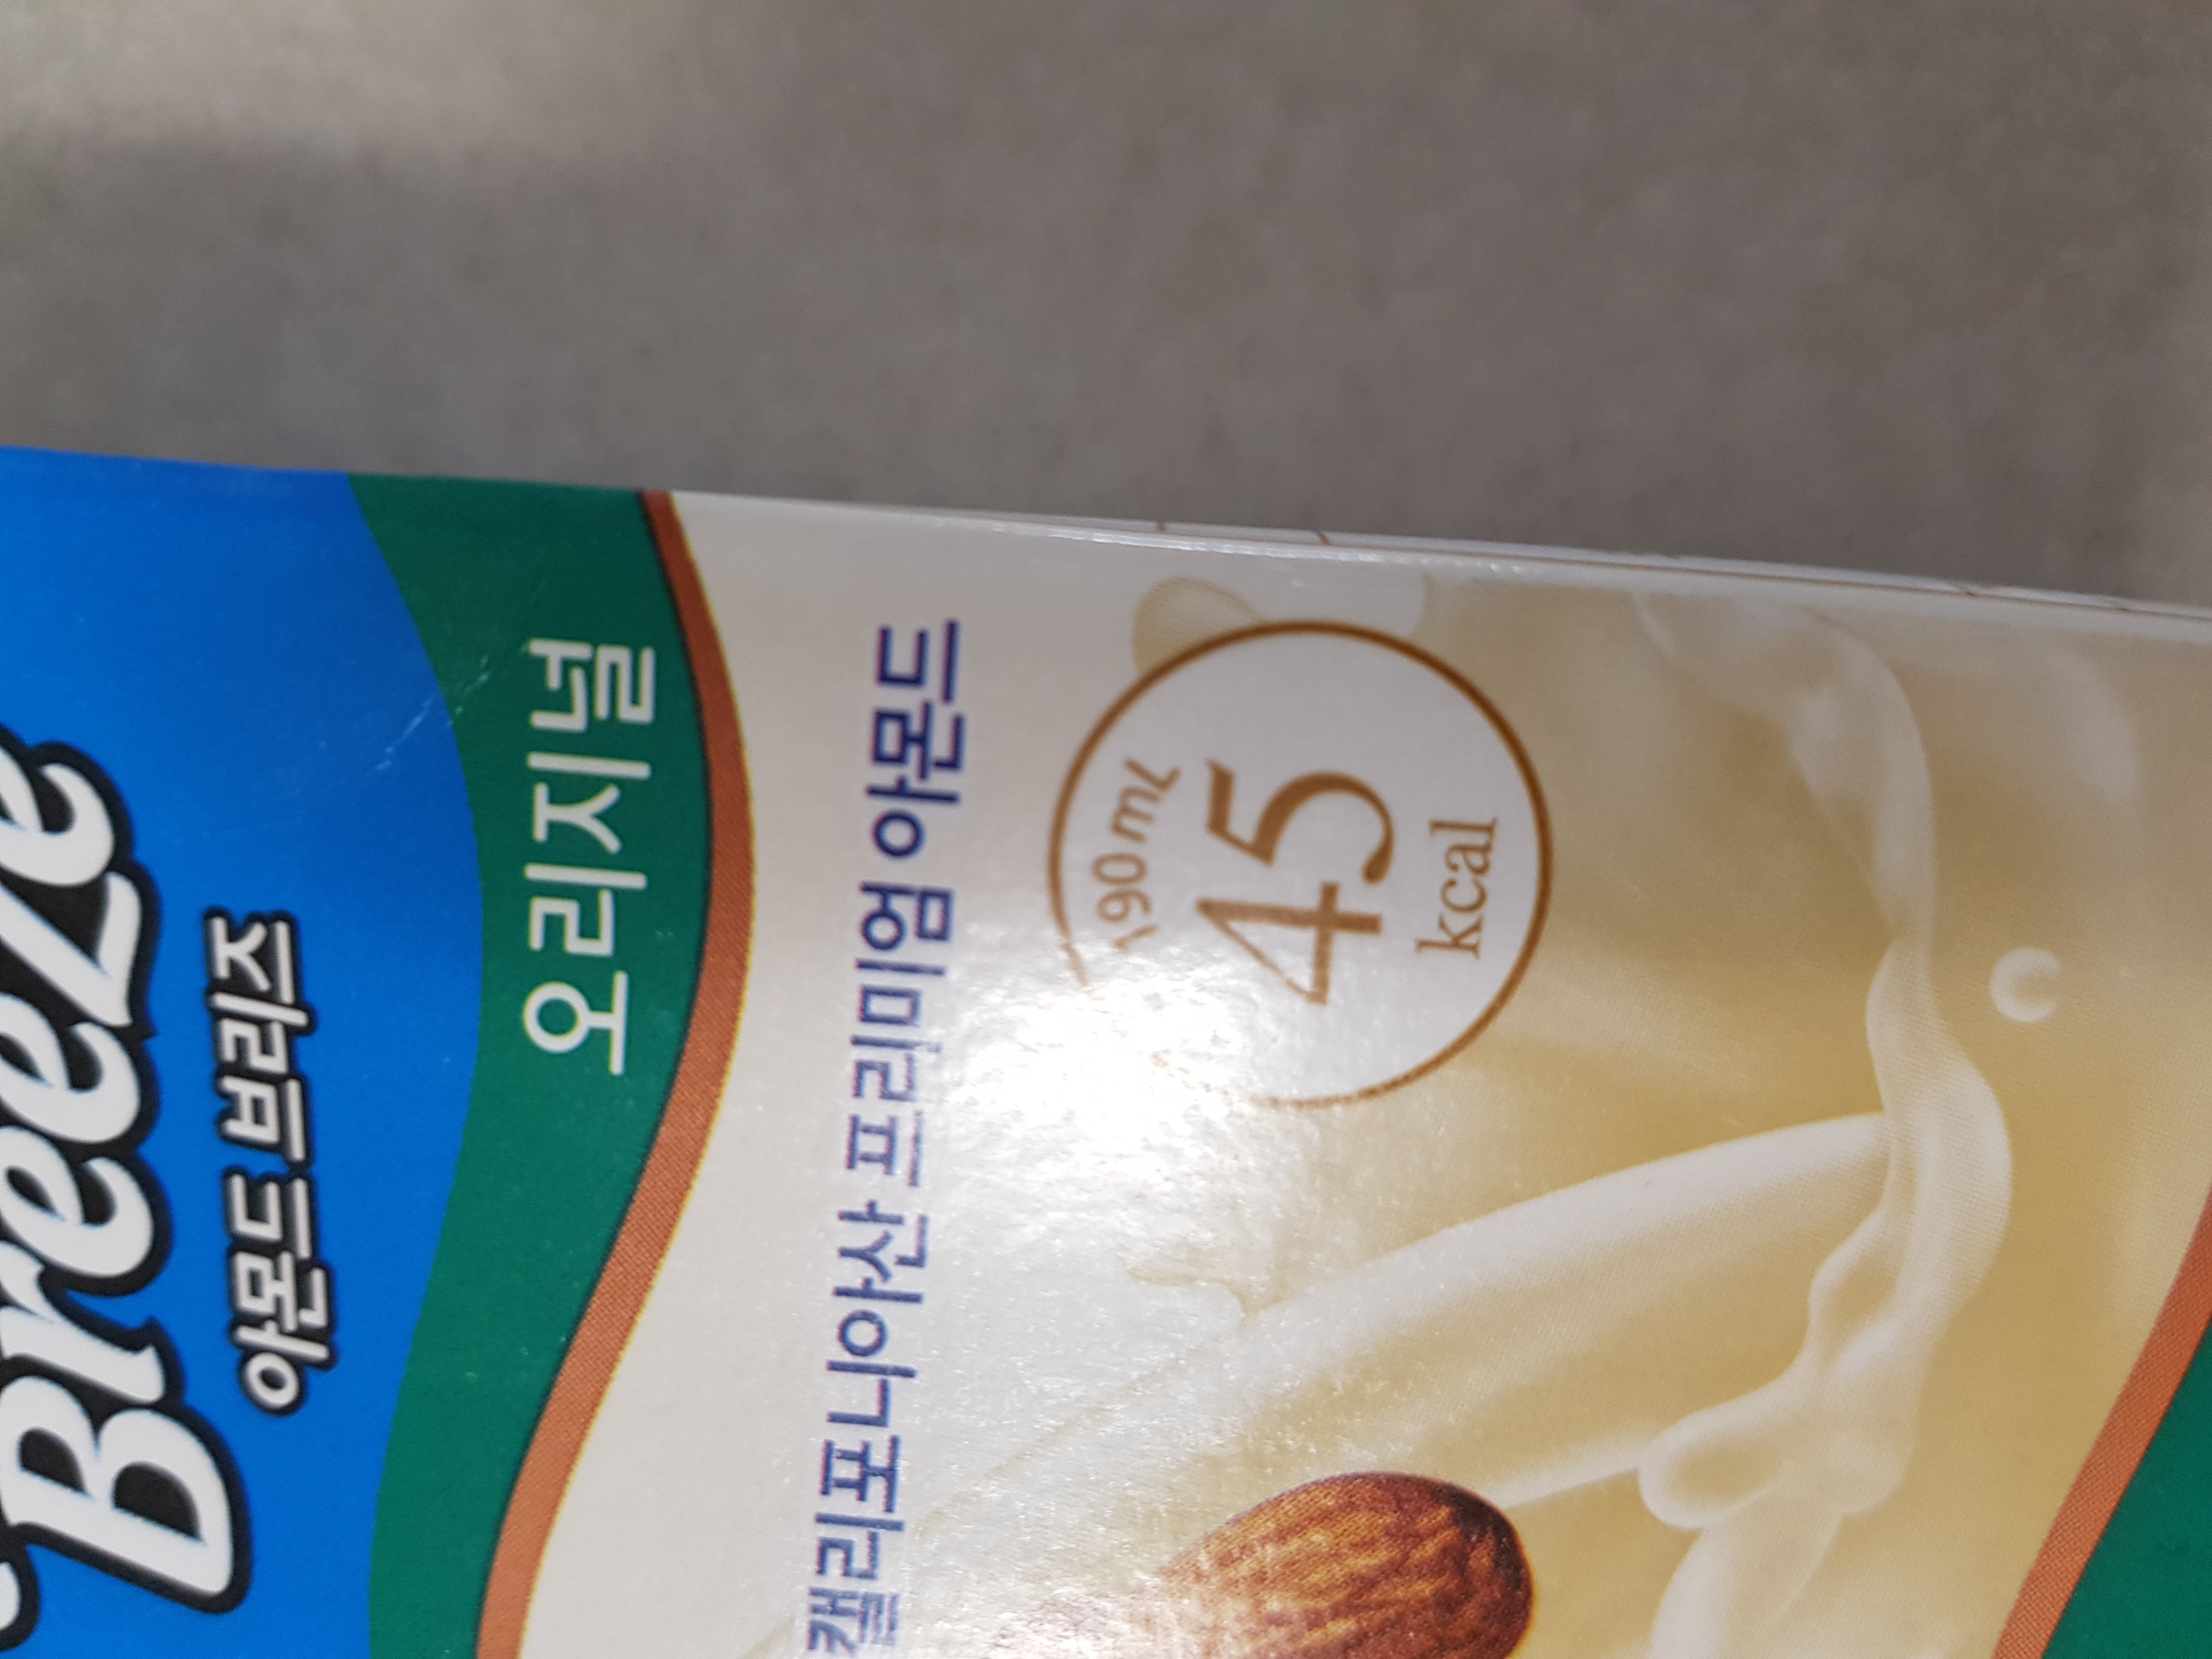 Breeze
아몬드 브리즈
오리지널
캘리포니아산 프리미엄 아몬드
190mL
45
kcal